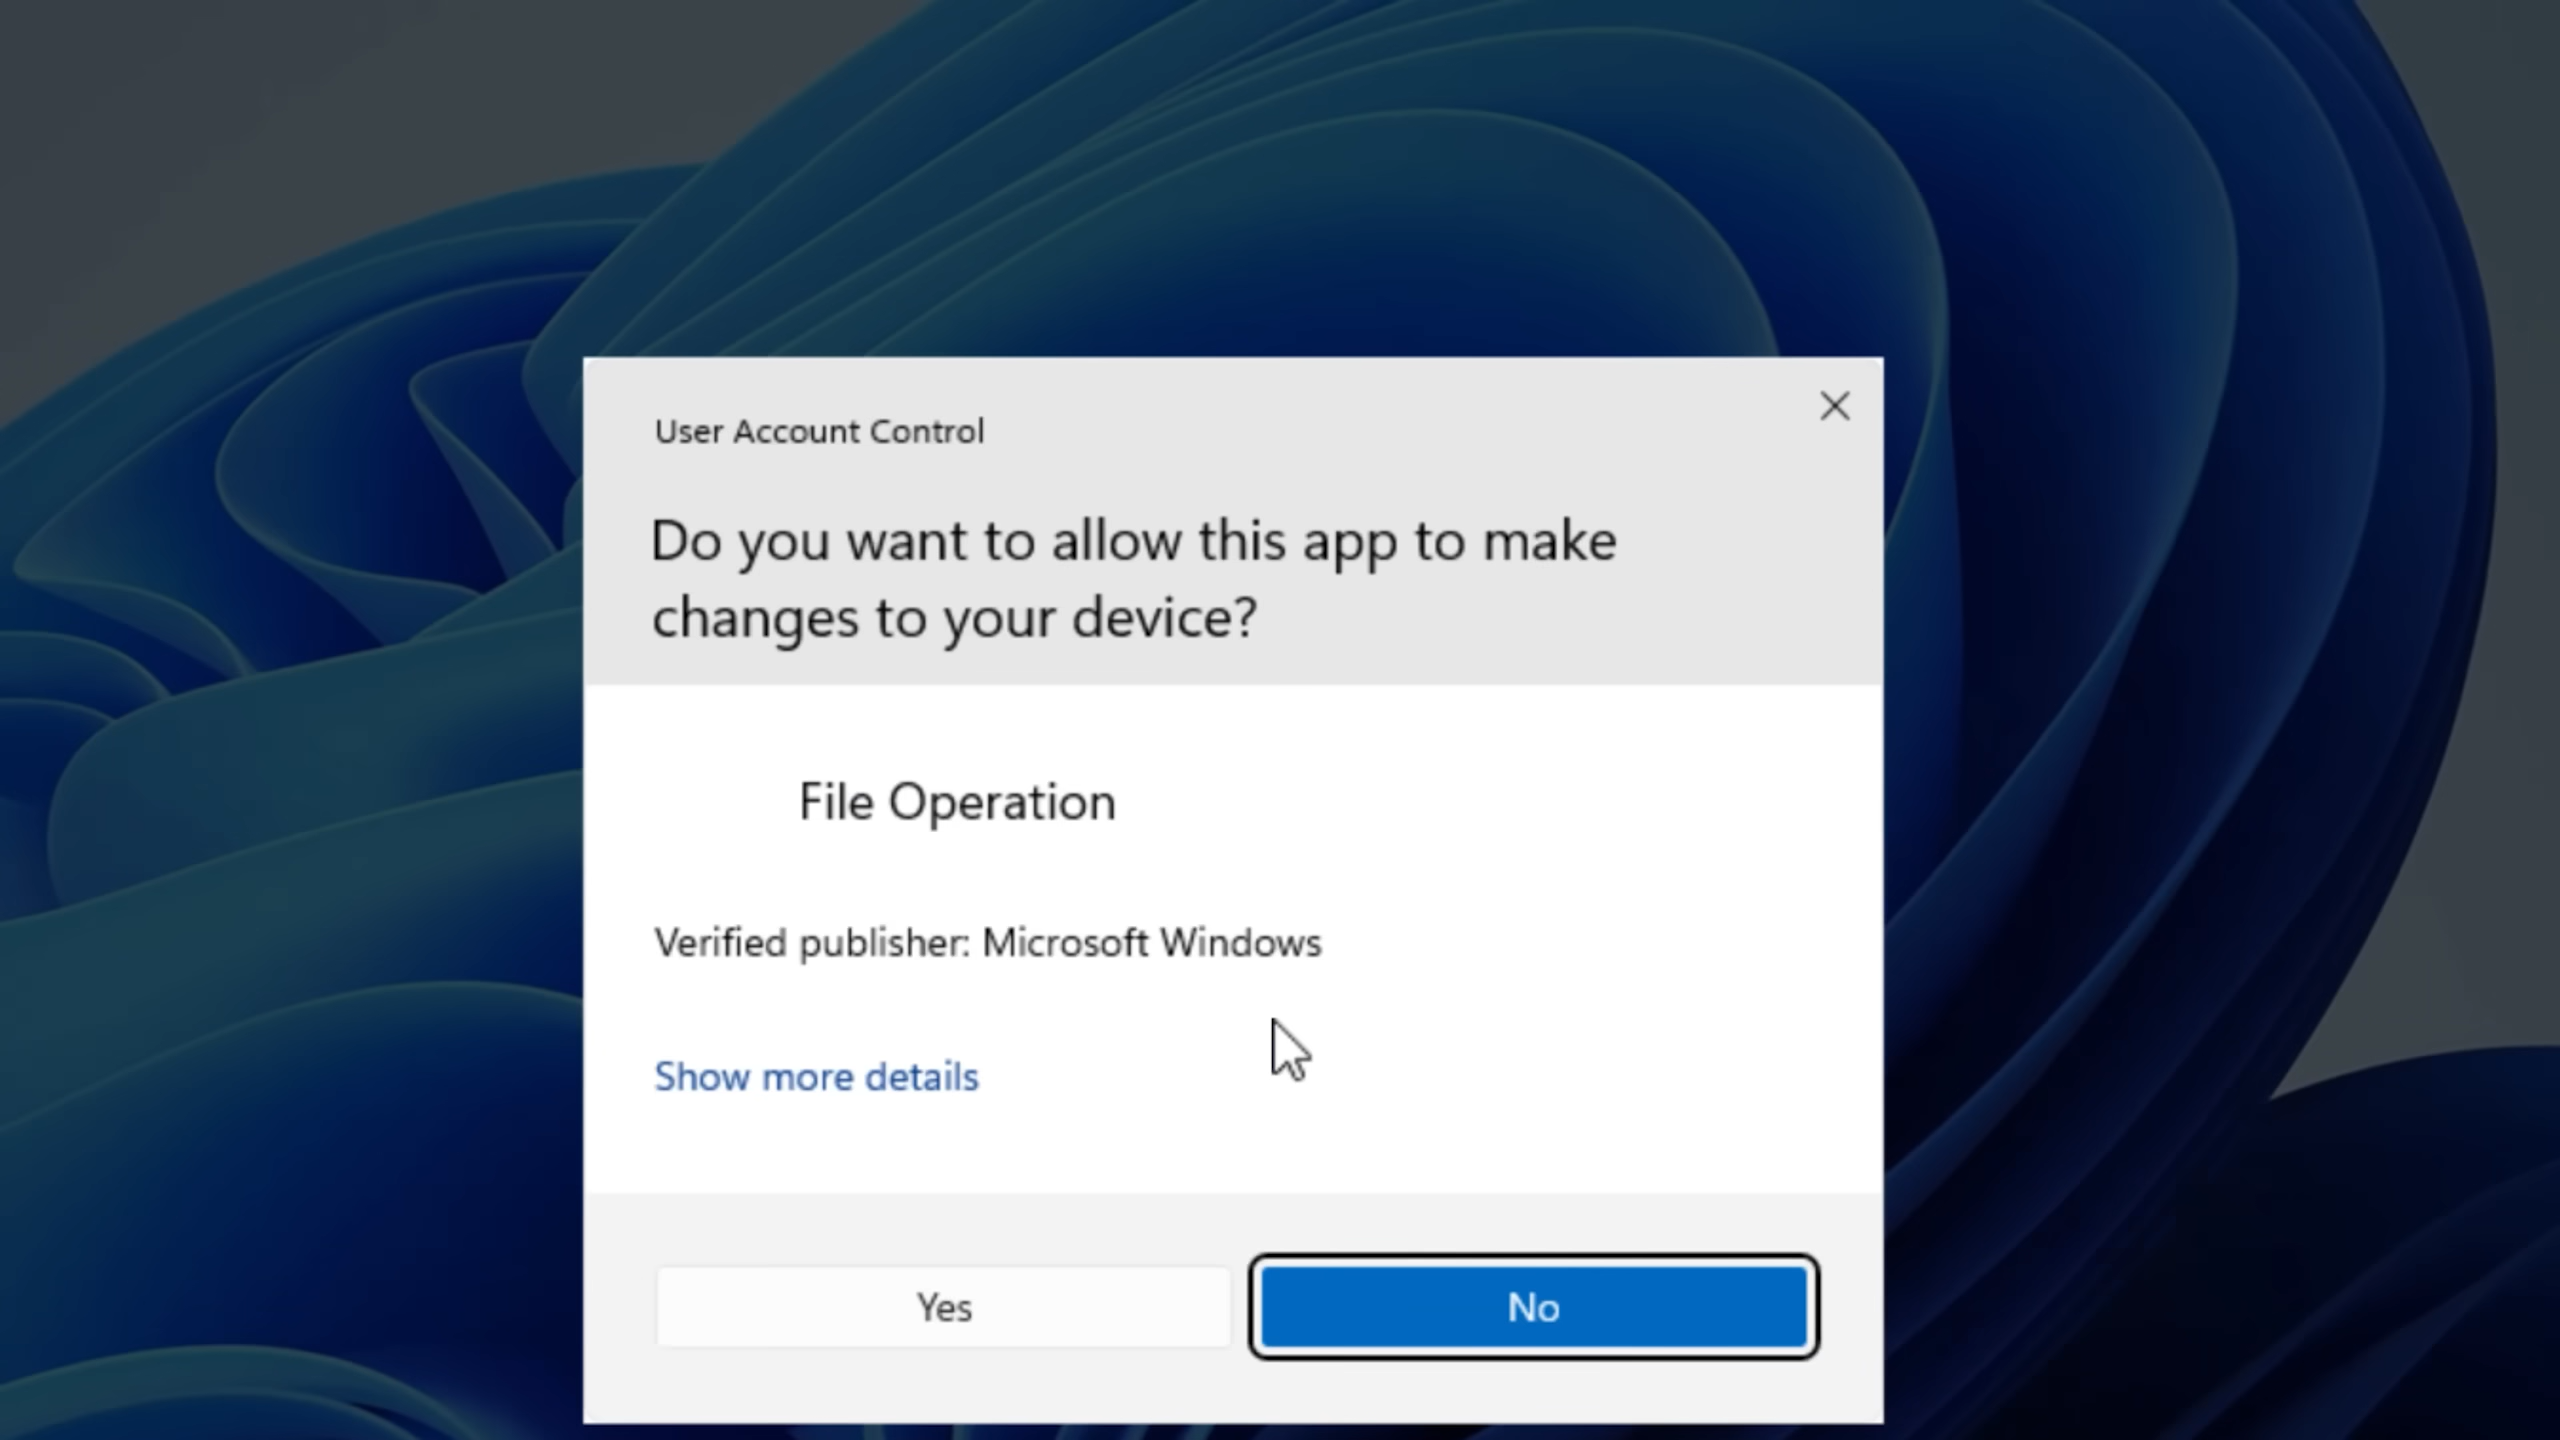 User Account Control
Do you want to allow this app to make
changes to your device?
File Operation
Verified publisher: Microsoft Windows
Show more details
Yes
No